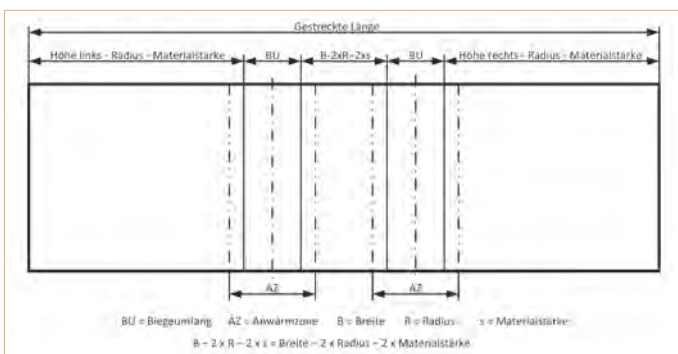 Gestreckte Länge
Höhe links - Radius - Materialstärke BU B-2xR-2xs BU Höhe rechts - Radius - Materialstärke
AZ AZ
BU = Biegeumfang AZ = Anwärmzone B = Breite R = Radius s = Materialstärke
B - 2 x R - 2 x s = Breite - 2 x Radius - 2 x Materialstärke